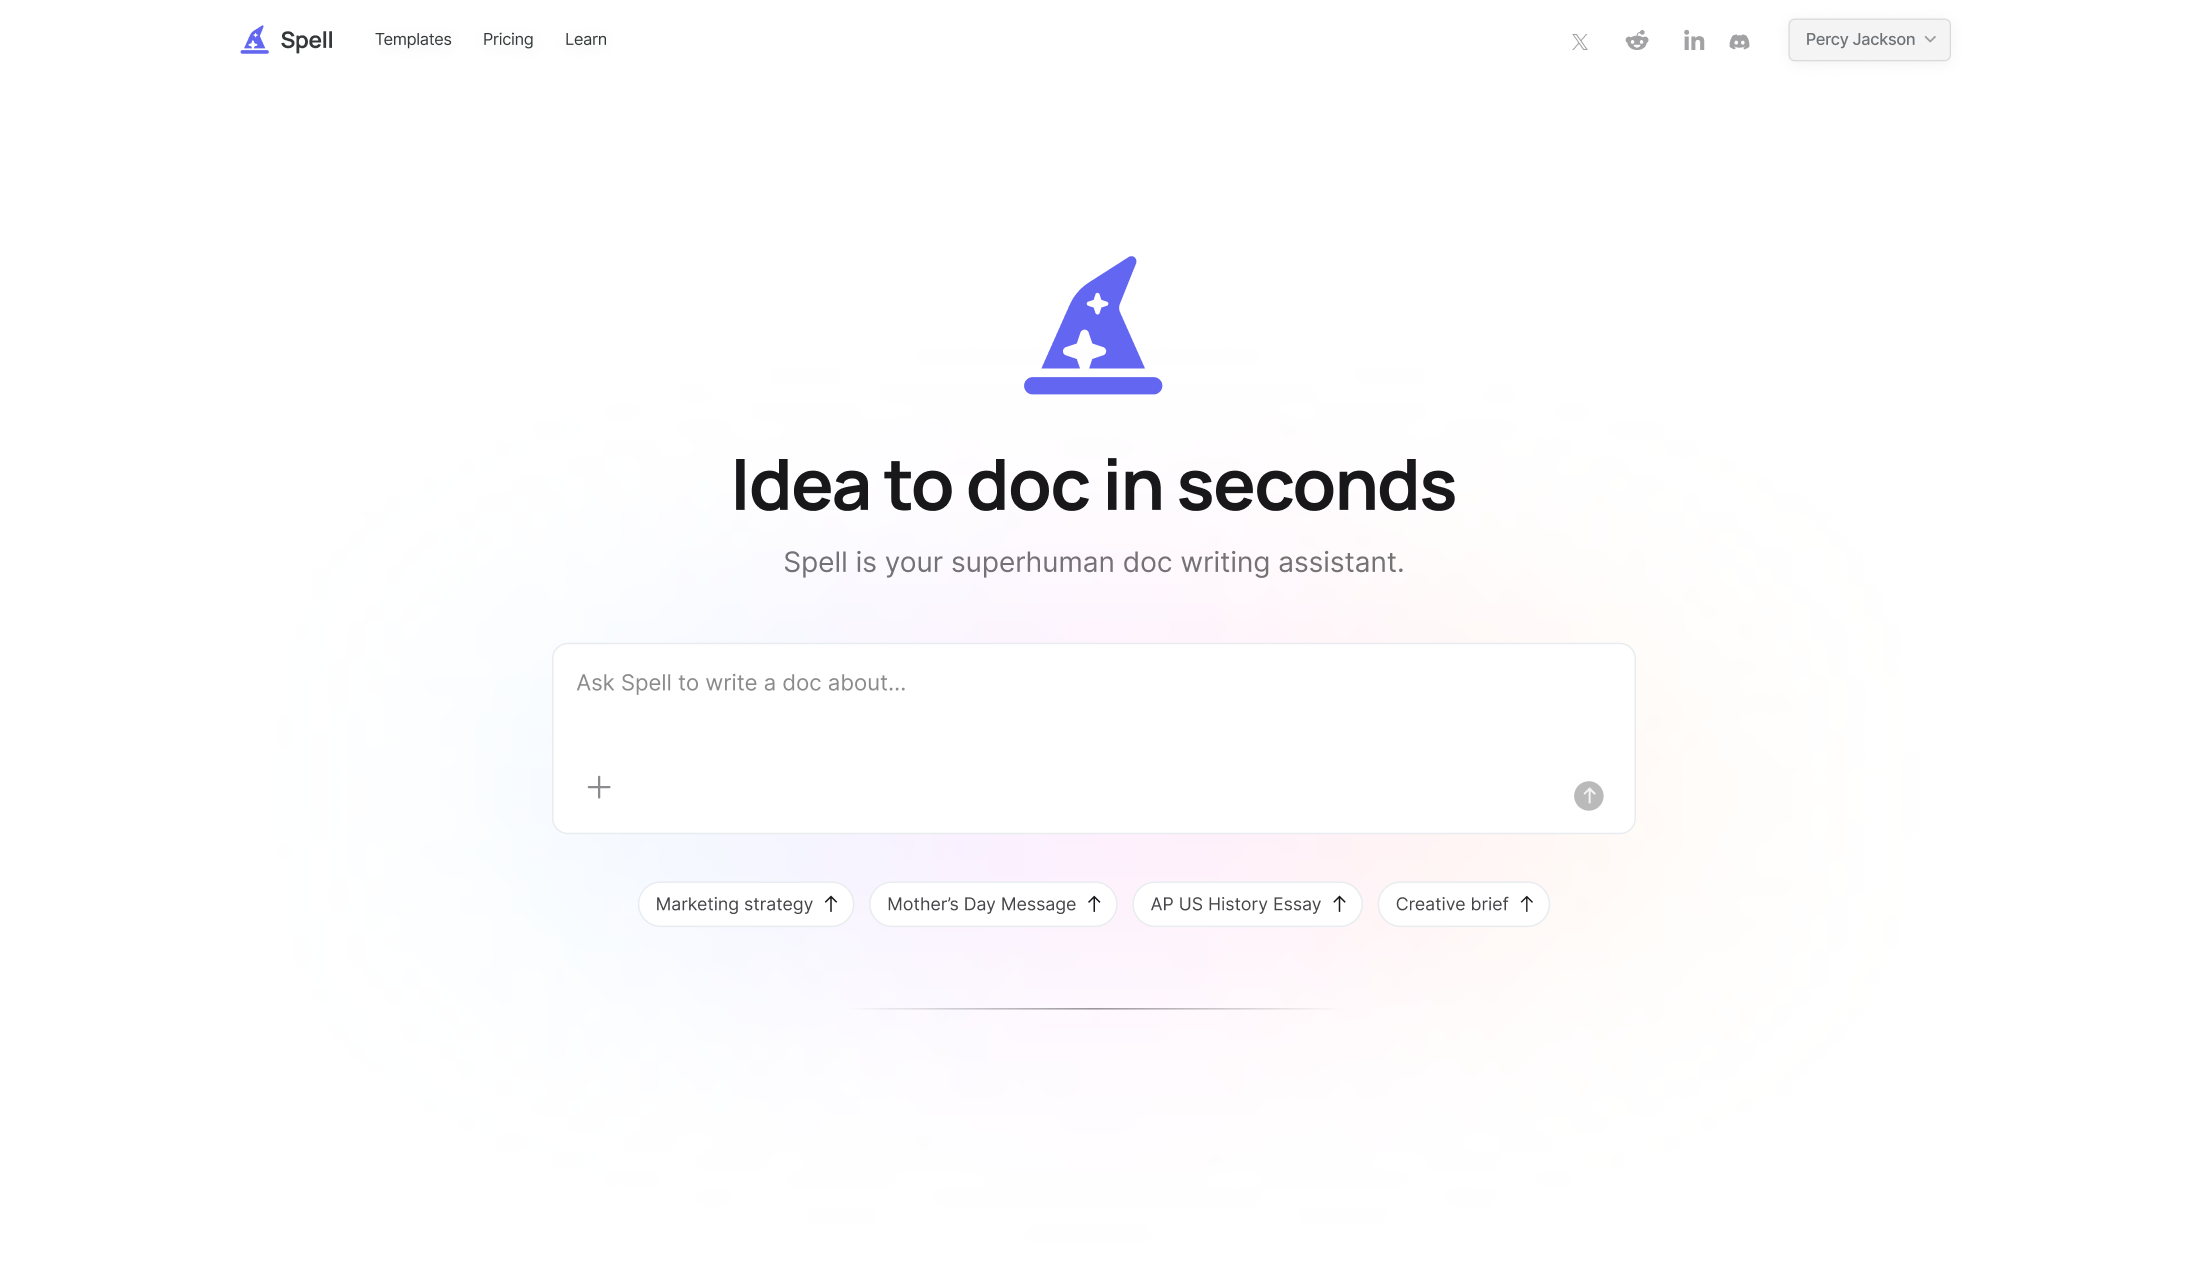 Spell
Templates
Pricing
Learn
Percy Jackson
Idea to doc in seconds
Spell is your superhuman doc writing assistant.
Ask Spell to write a doc about...
Marketing strategy
Mother’s Day Message
AP US History Essay
Creative brief